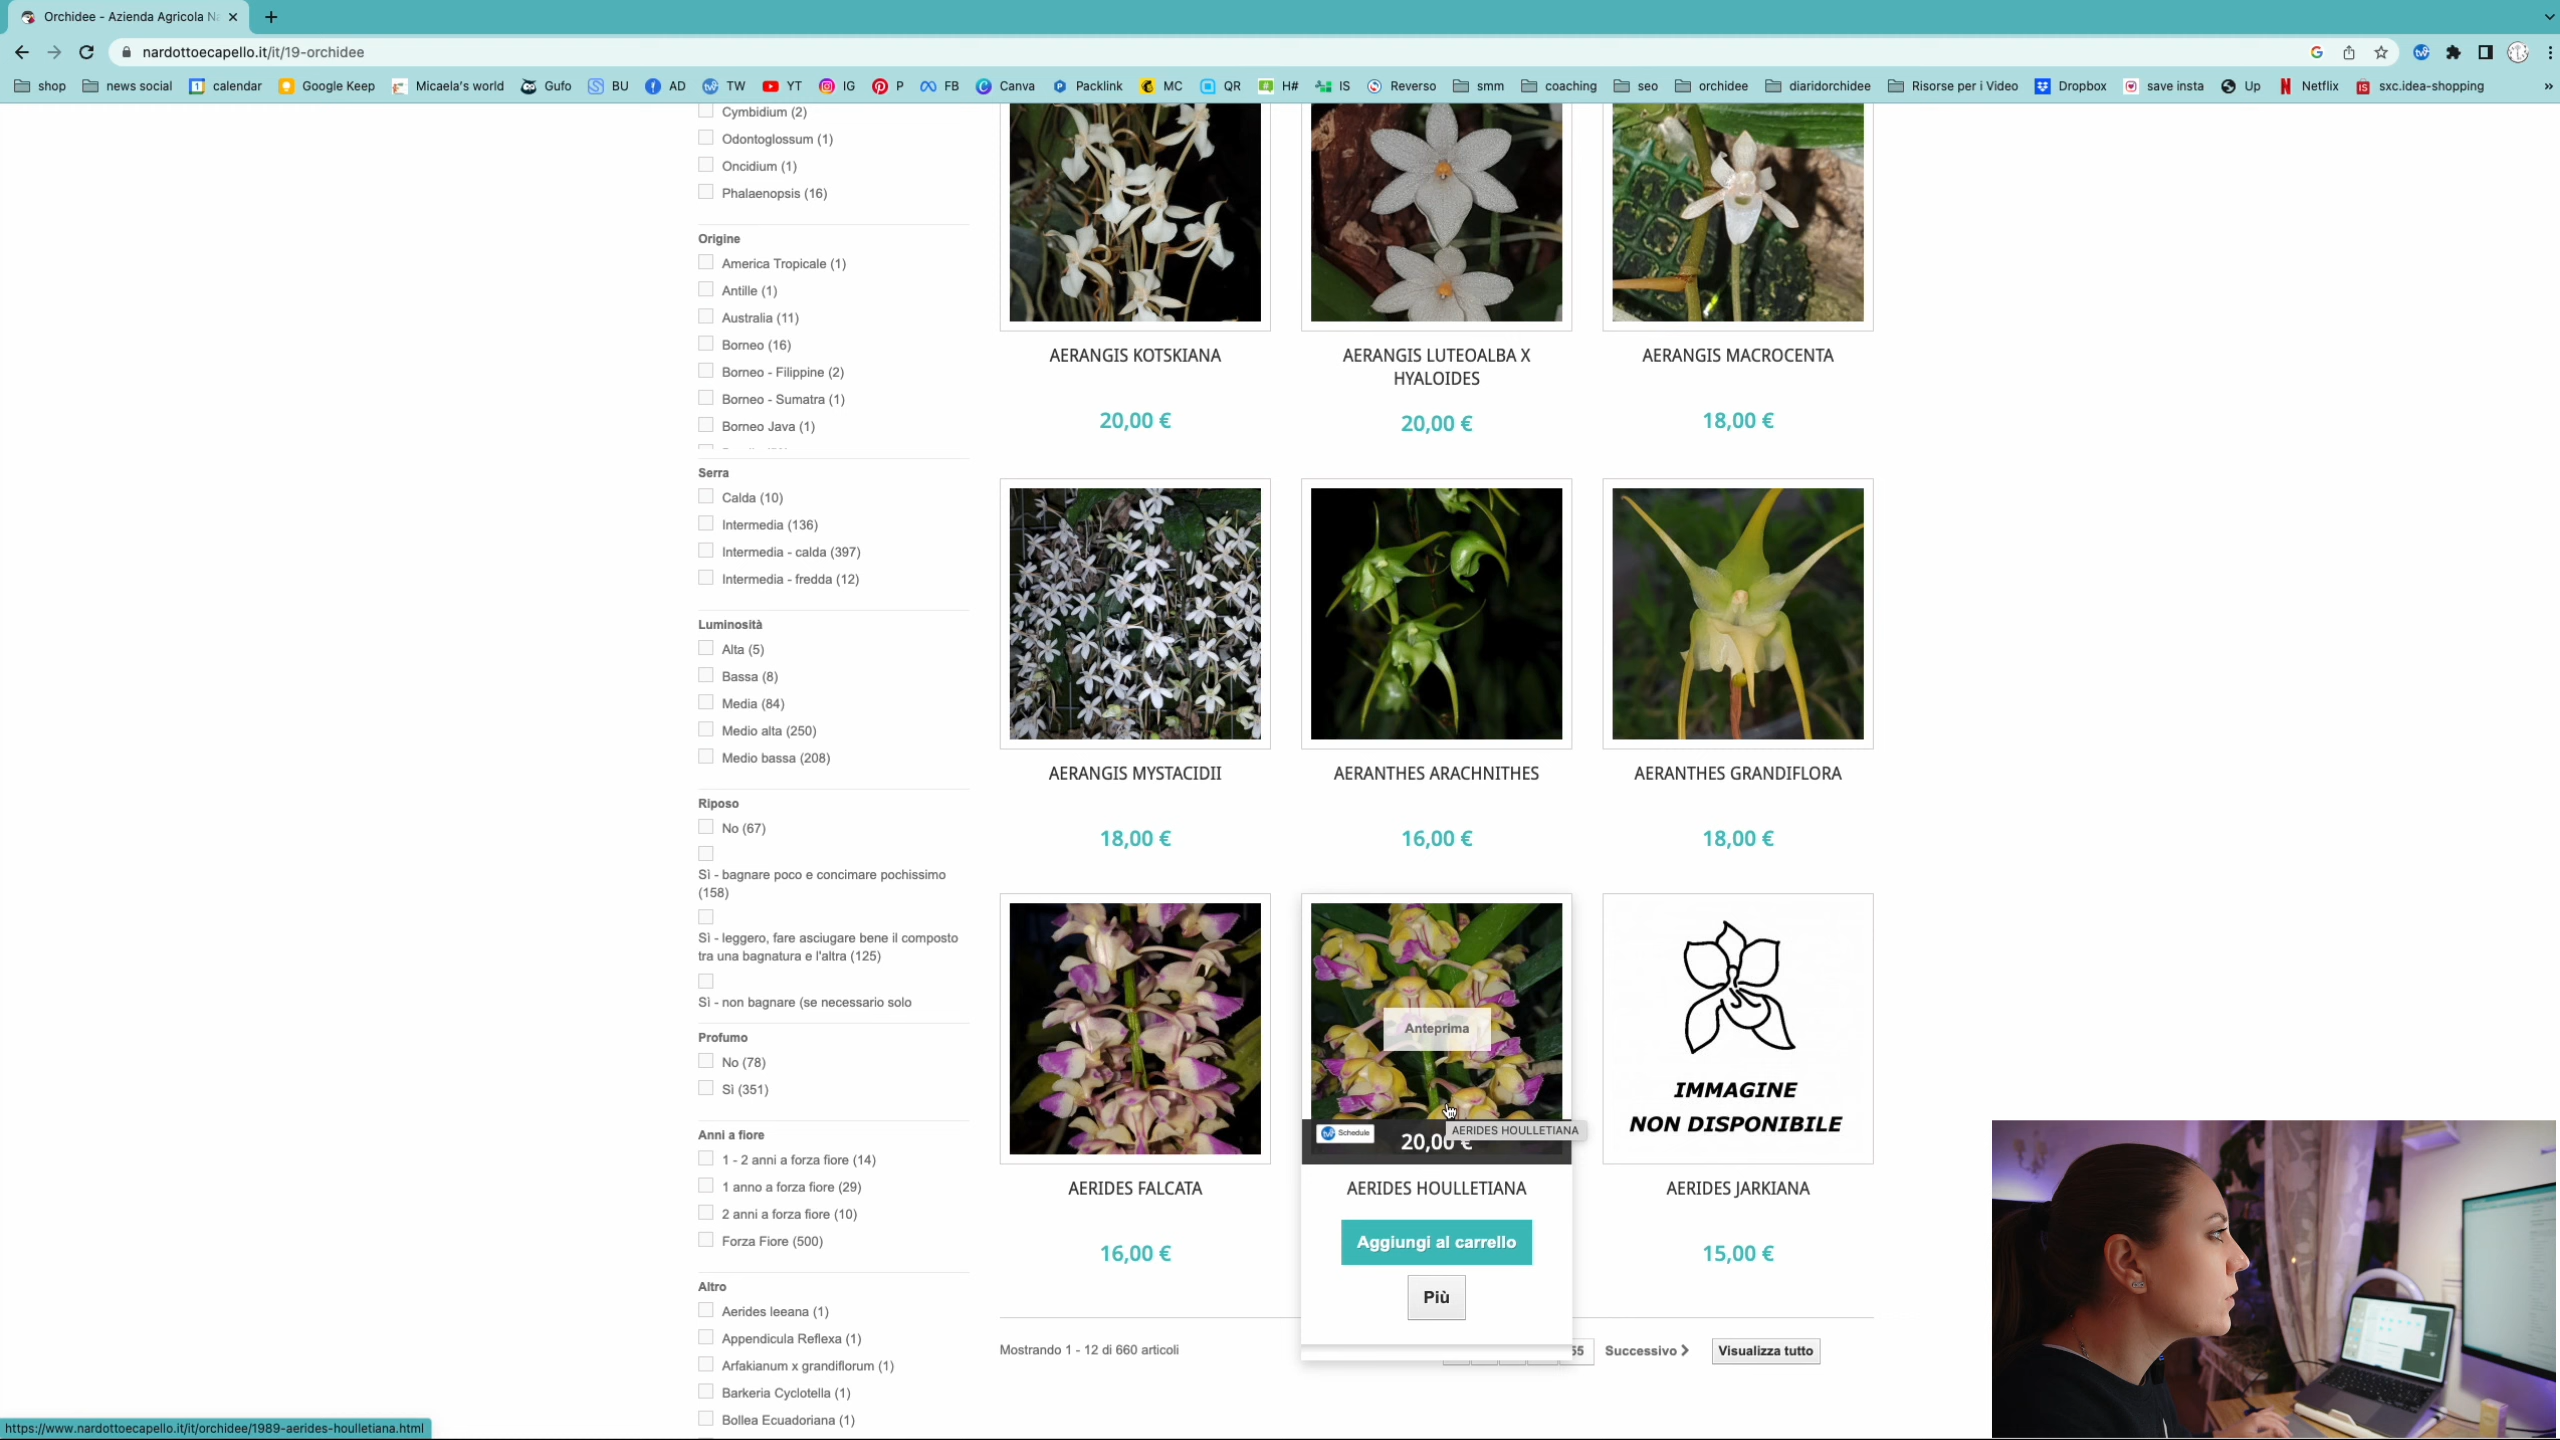 Orchidee - Azienda Agricola Na
nardottoecapello.it/it/19-orchidee
shop news social calendar Google Keep Micaela's world Gufo BU AD TW YT IG P FB Canva Packlink MC QR H# IS Reverso smm coaching seo orchidee diaridorchidee Risorse per i Video Dropbox save insta Up Netflix sxc.idea-shopping »
Cymbidium (2)
Odontoglossum (1)
Oncidium (1)
Phalaenopsis (16)
Origine
America Tropicale (1)
Antille (1)
Australia (11)
Borneo (16)
Borneo - Filippine (2)
Borneo - Sumatra (1)
Borneo Java (1)
Serra
Calda (10)
Intermedia (136)
Intermedia - calda (397)
Intermedia - fredda (12)
Luminosità
Alta (5)
Bassa (8)
Media (84)
Medio alta (250)
Medio bassa (208)
Riposo
No (67)
Sì - bagnare poco e concimare pochissimo
(158)
Sì - leggero, fare asciugare bene il composto
tra una bagnatura e l'altra (125)
Sì - non bagnare (se necessario solo
Profumo
No (78)
Sì (351)
Anni a fiore
1 - 2 anni a forza fiore (14)
1 anno a forza fiore (29)
2 anni a forza fiore (10)
Forza Fiore (500)
Altro
Aerides leeana (1)
Appendicula Reflexa (1)
Arfakianum x grandiflorum (1)
Barkeria Cyclotella (1)
Bollea Ecuadoriana (1)
AERANGIS KOTSKIANA
20,00 €
AERANGIS LUTEOALBA X
HYALOIDES
20,00 €
AERANGIS MACROCENTA
18,00 €
AERANGIS MYSTACIDII
18,00 €
AERANTHES ARACHNITHES
16,00 €
AERANTHES GRANDIFLORA
18,00 €
AERIDES FALCATA
16,00 €
Anteprima
Schedule
20,00 €
AERIDES HOULLETIANA
AERIDES HOULLETIANA
Aggiungi al carrello
Più
IMMAGINE
NON DISPONIBILE
AERIDES JARKIANA
15,00 €
Mostrando 1 - 12 di 660 articoli
55 Successivo
Visualizza tutto
https://www.nardottoecapello.it/it/orchidee/1989-aerides-houlletiana.html